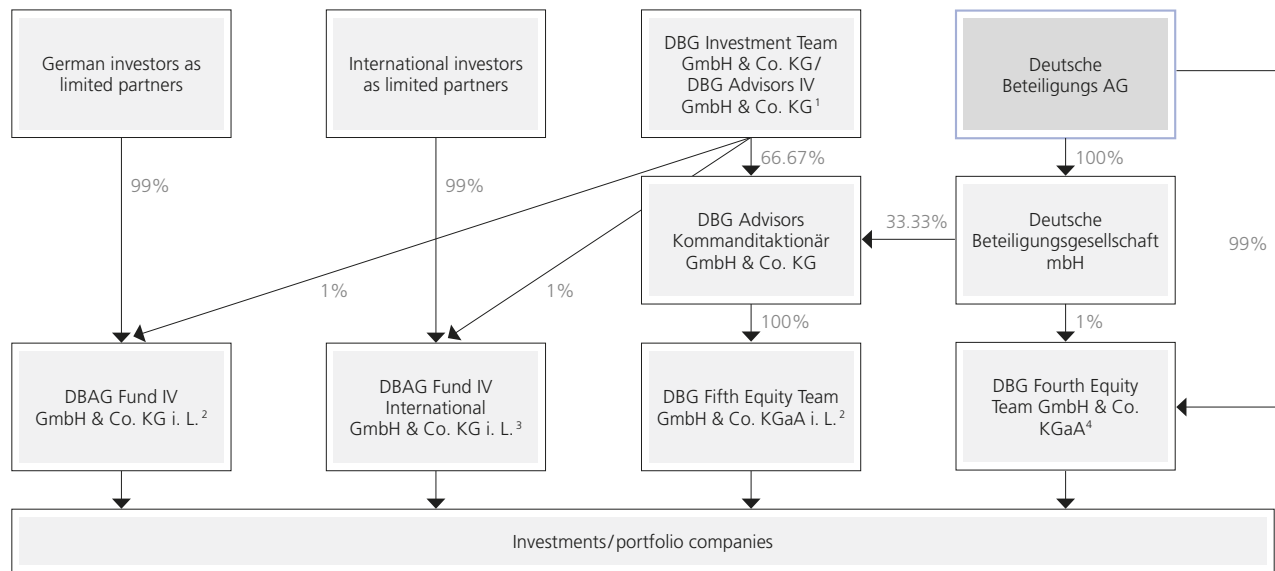 German investors as
limited partners
International investors
as limited partners
DBG Investment Team
GmbH & Co. KG/
DBG Advisors IV
GmbH & Co. KG¹
Deutsche
Beteiligungs AG
99%
99%
66.67%
100%
DBG Advisors
Kommanditaktionär
GmbH & Co. KG
33.33%
Deutsche
Beteiligungsgesellschaft
mbH
99%
1%
1%
100%
1%
DBAG Fund IV
GmbH & Co. KG i. L.²
DBAG Fund IV
International
GmbH & Co. KG i. L.³
DBG Fifth Equity Team
GmbH & Co. KGaA i. L.²
DBG Fourth Equity
Team GmbH & Co.
KGaA⁴
Investments/portfolio companies